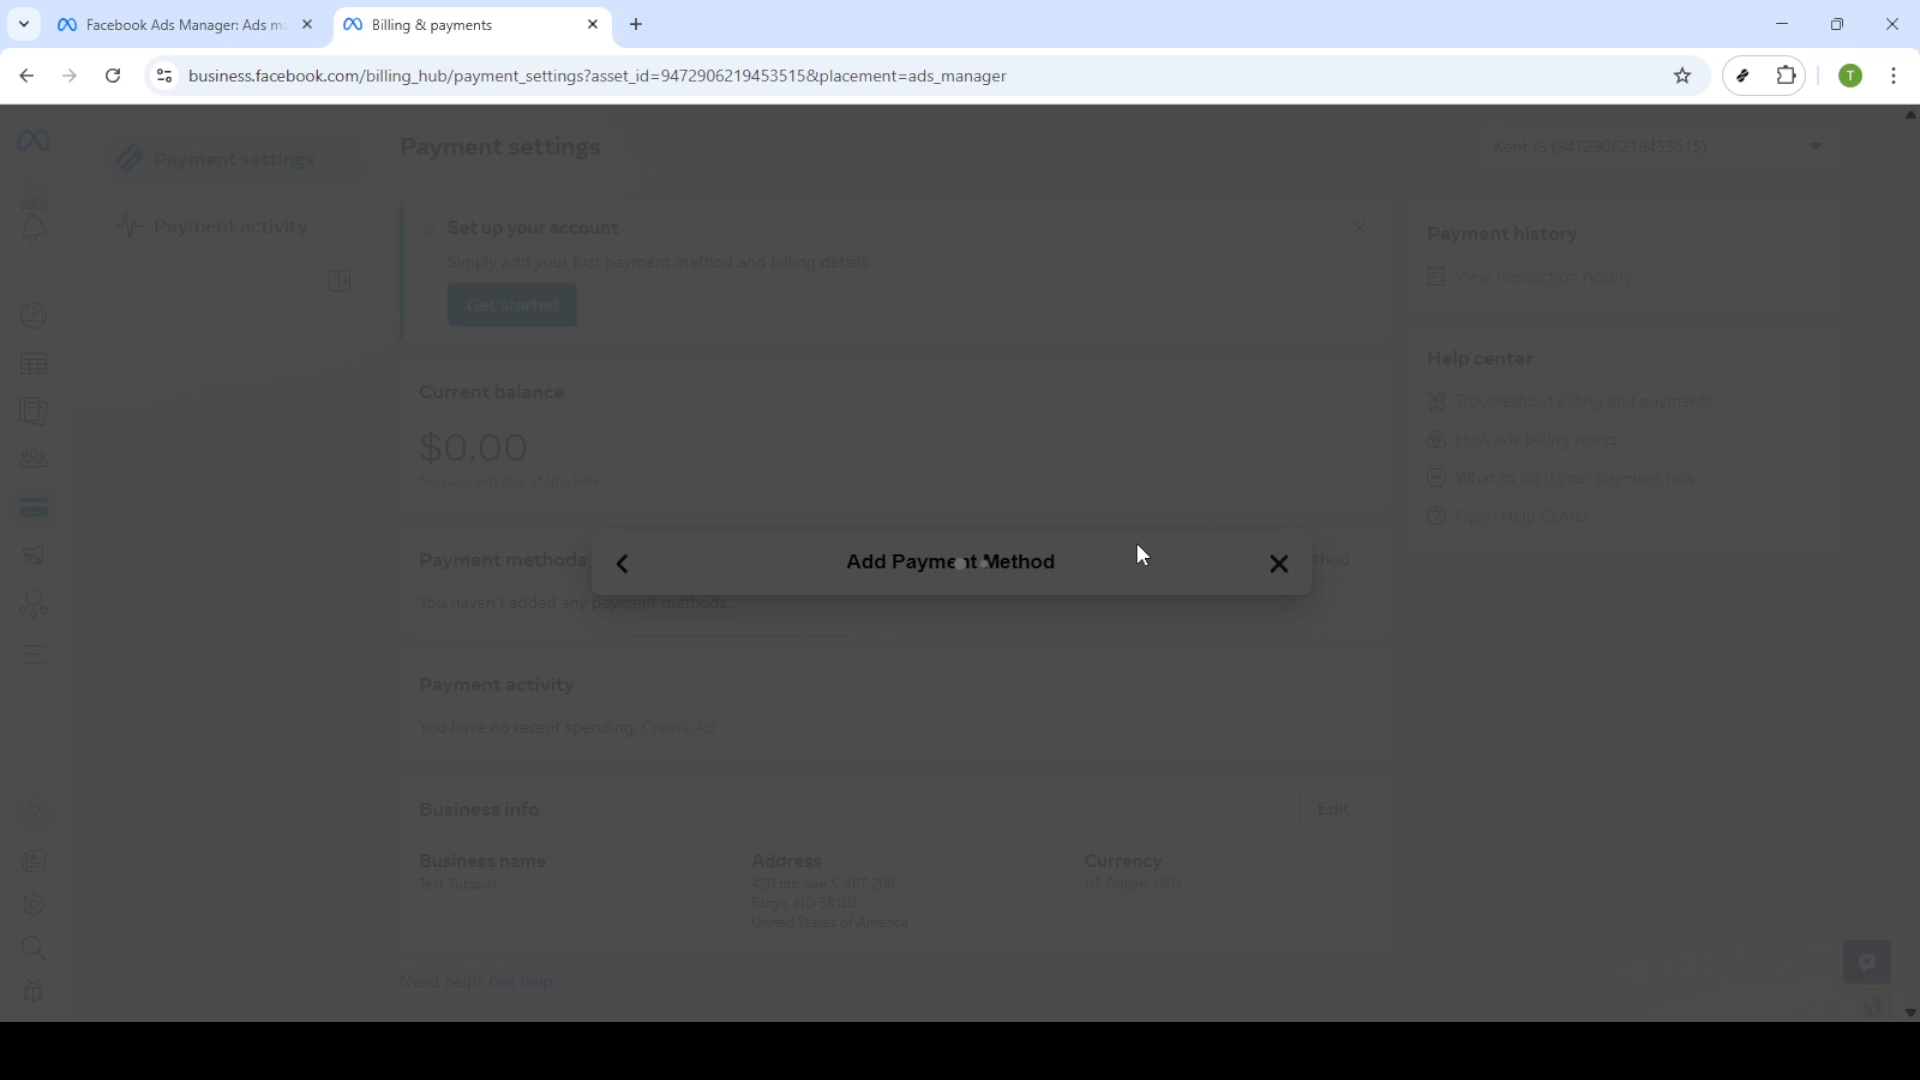 Facebook Ads Manager: Ads ma
Billing & payments
business.facebook.com/billing_hub/payment_settings?asset_id=9472906219453515&placement=ads_manager
T
Payment settings
Payment activity
Payment settings
Kent JS (9472906219453515)
Set up your account
Simply add your first payment method and billing details
Get started
Current balance
$0.00
No payment due at this time
Payment methods
thod
You haven't added any payment methods.
Add Payment Method
Payment activity
You have no recent spending. Create Ad
Business info
Edit
Business name
Test Tutorial
Address
420 6th Ave S APT 208
Fargo, ND 58103
United States of America
Currency
US Dollars USD
Need help? Get help
Payment history
View transaction history
Help center
Troubleshoot Billing and payments
How ads billing works
What to do if your payment fails
Open Help Center